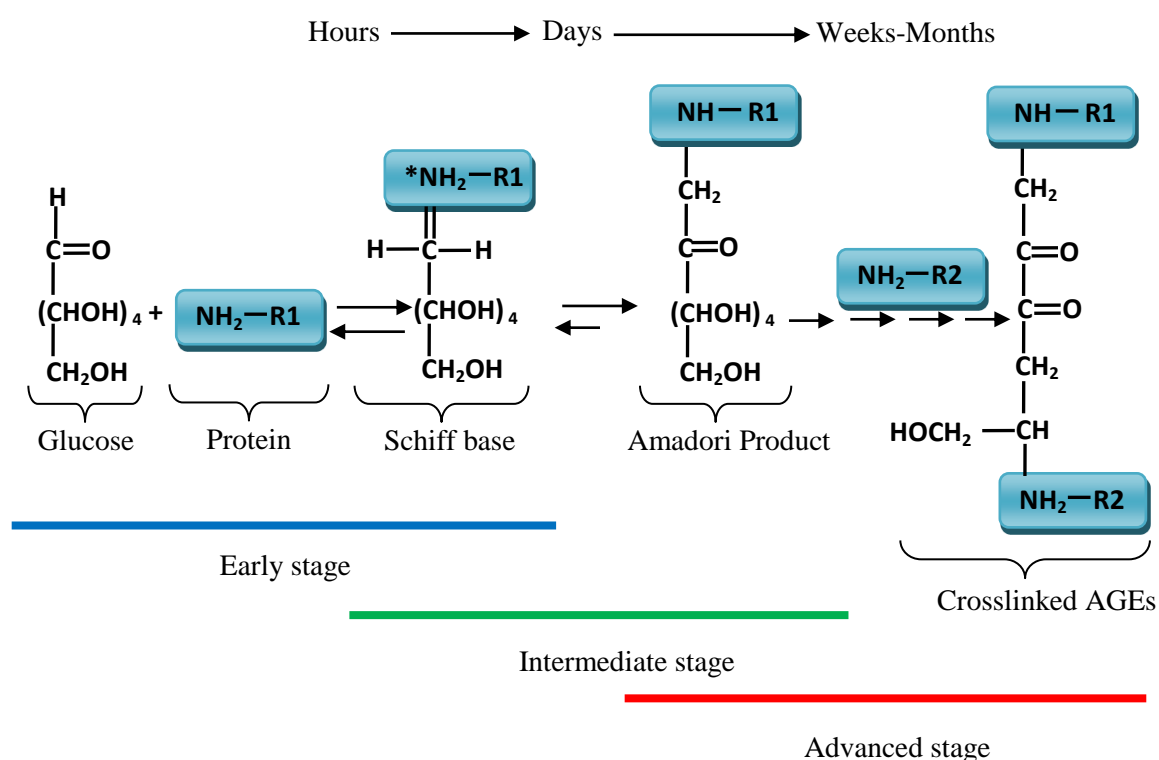 Hours Days Weeks-Months
NH — R1
NH — R1
*NH₂—R1
H
CH₂
CH₂
H—C—H
C=O
C=O
C=O
NH₂—R2
(CHOH)₄ + NH₂—R1
(CHOH)₄
(CHOH)₄
C=O
CH₂OH
CH₂OH
CH₂OH
CH₂
HOCH₂ —CH
NH₂—R2
Glucose Protein Schiff base Amadori Product
Crosslinked AGEs
Early stage
Intermediate stage
Advanced stage